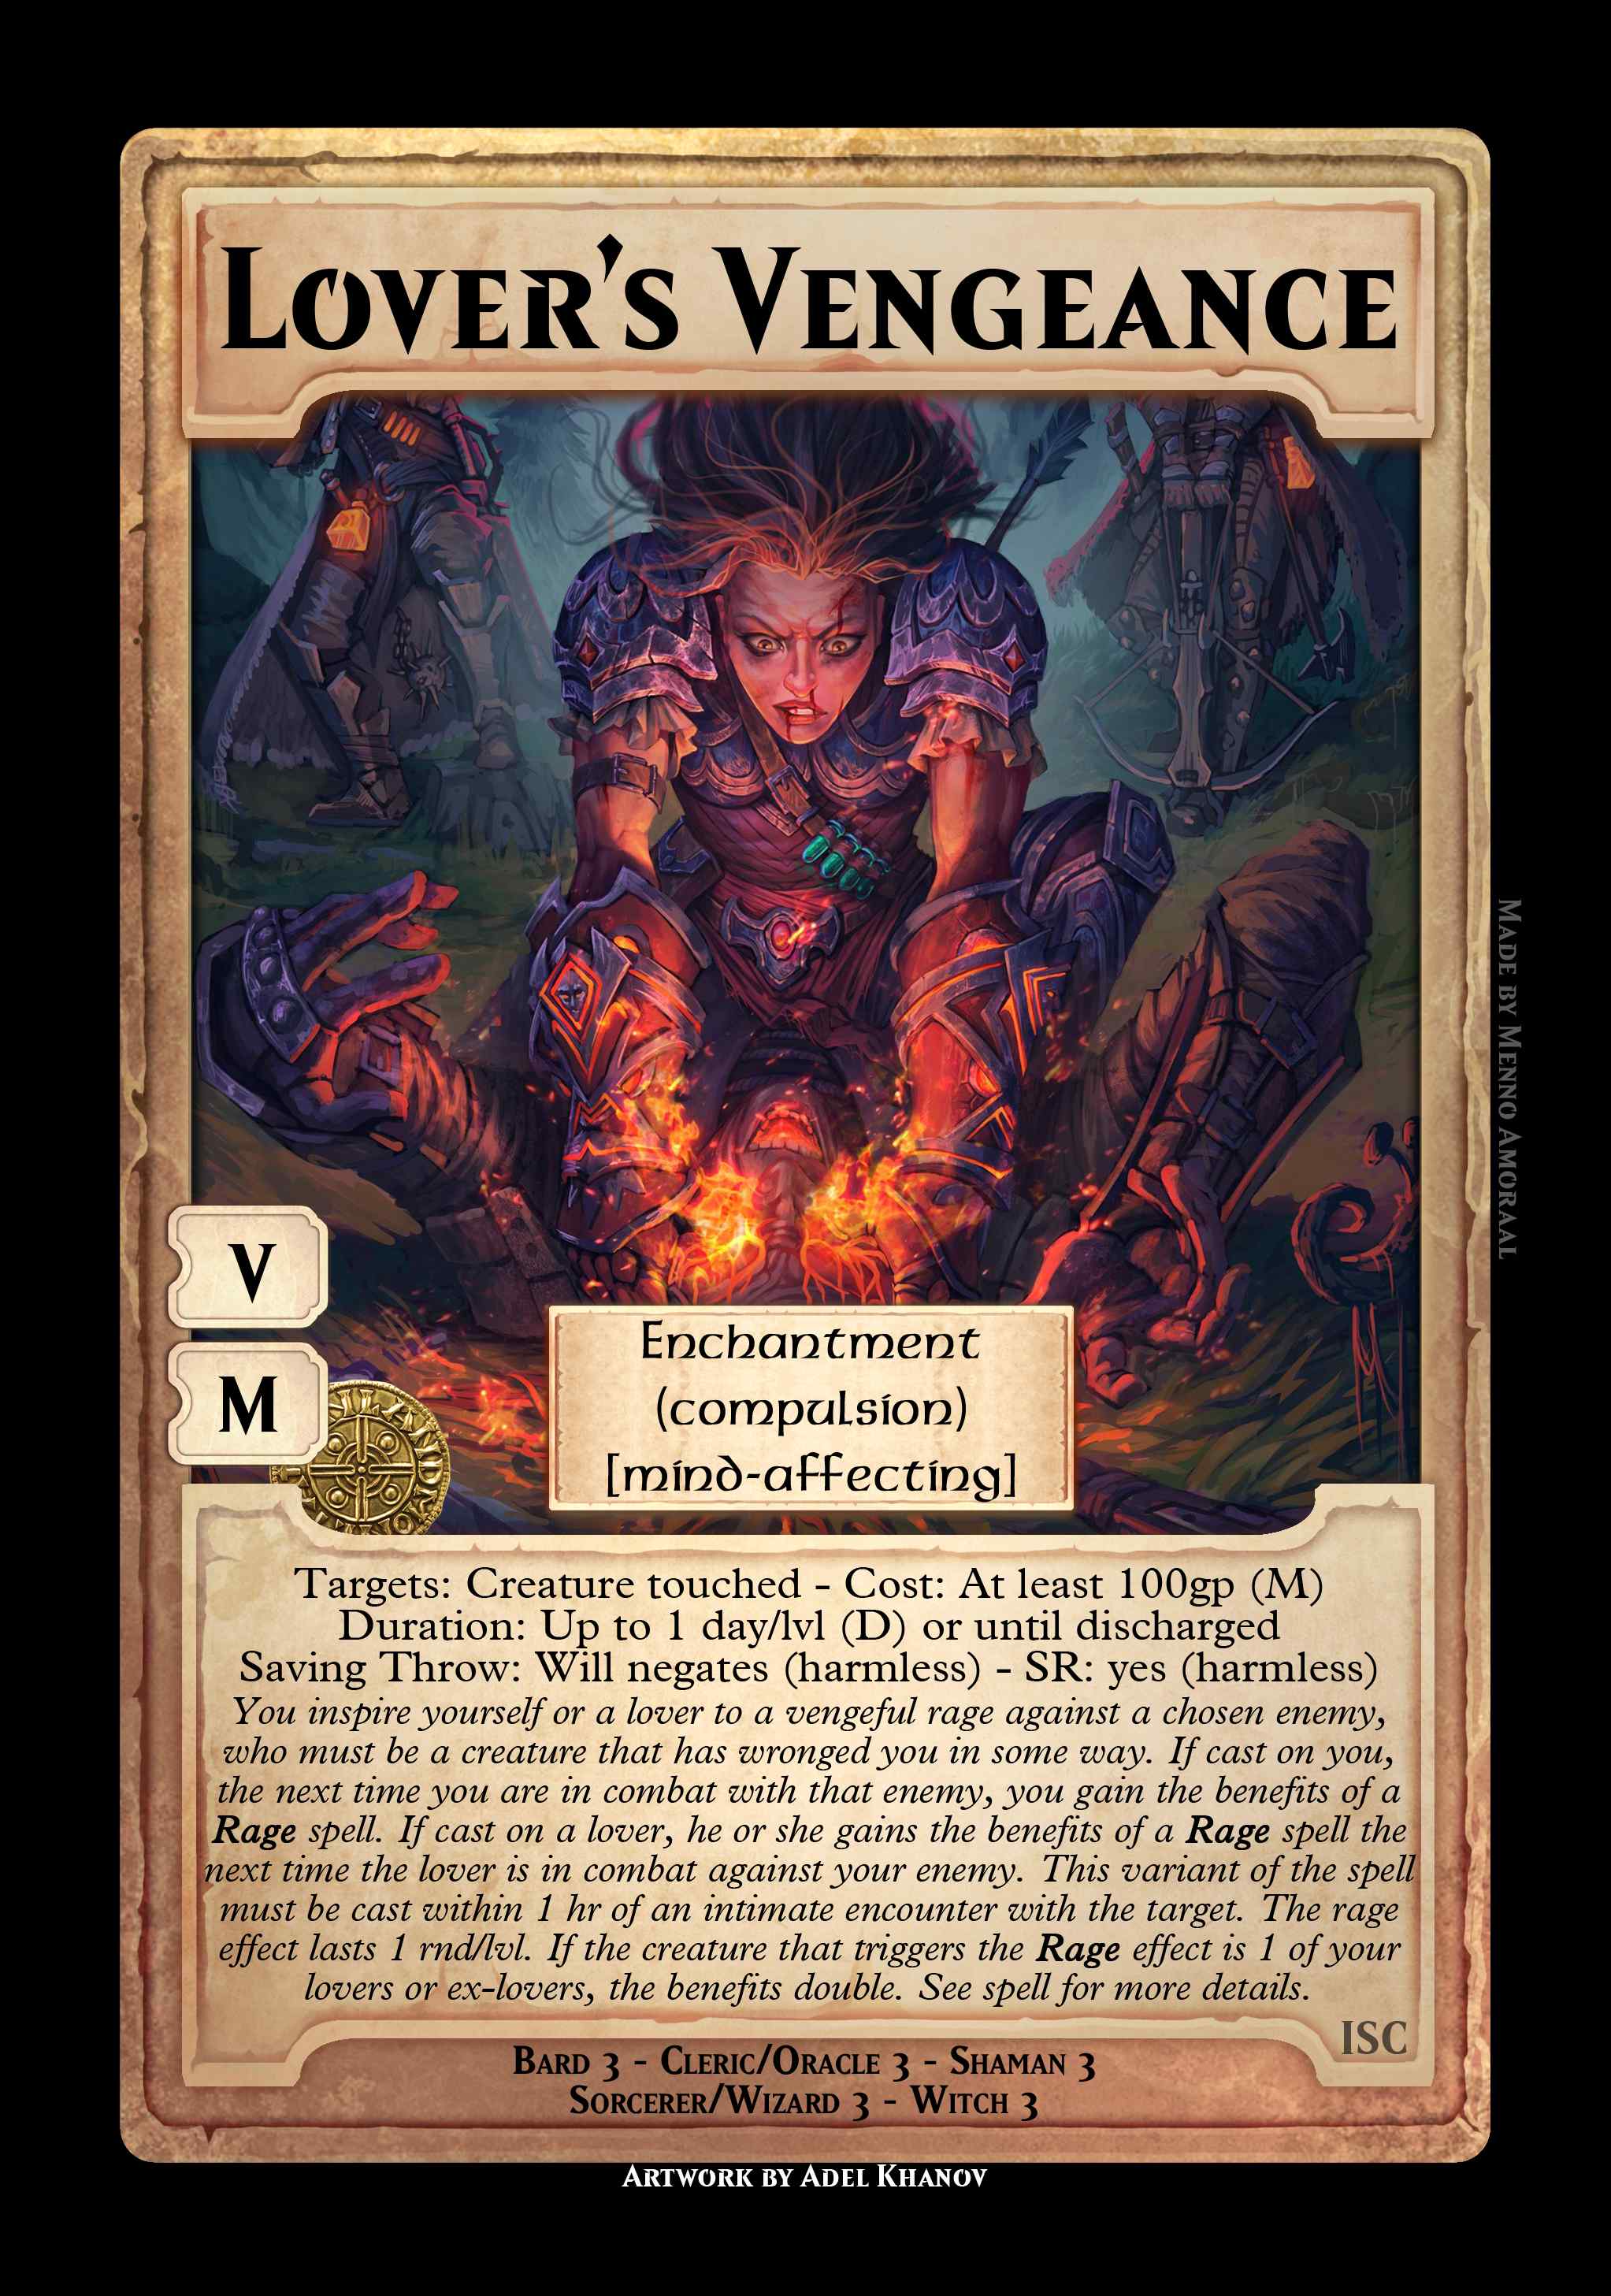 Lover's Vengeance
V
M
Enchantment
(compulsion)
[mind-affecting]
Targets: Creature touched - Cost: At least 100gp (M)
Duration: Up to 1 day/lvl (D) or until discharged
Saving Throw: Will negates (harmless) - SR: yes (harmless)
You inspire yourself or a lover to a vengeful rage against a chosen enemy,
who must be a creature that has wronged you in some way. If cast on you,
the next time you are in combat with that enemy, you gain the benefits of a
Rage spell. If cast on a lover, he or she gains the benefits of a Rage spell the
next time the lover is in combat against your enemy. This variant of the spell
must be cast within 1 hr of an intimate encounter with the target. The rage
effect lasts 1 rnd/lvl. If the creature that triggers the Rage effect is 1 of your
lovers or ex-lovers, the benefits double. See spell for more details.
ISC
Bard 3 - Cleric/Oracle 3 - Shaman 3
Sorcerer/Wizard 3 - Witch 3
Artwork by Adel Khanov
Made by Menno Amoraal